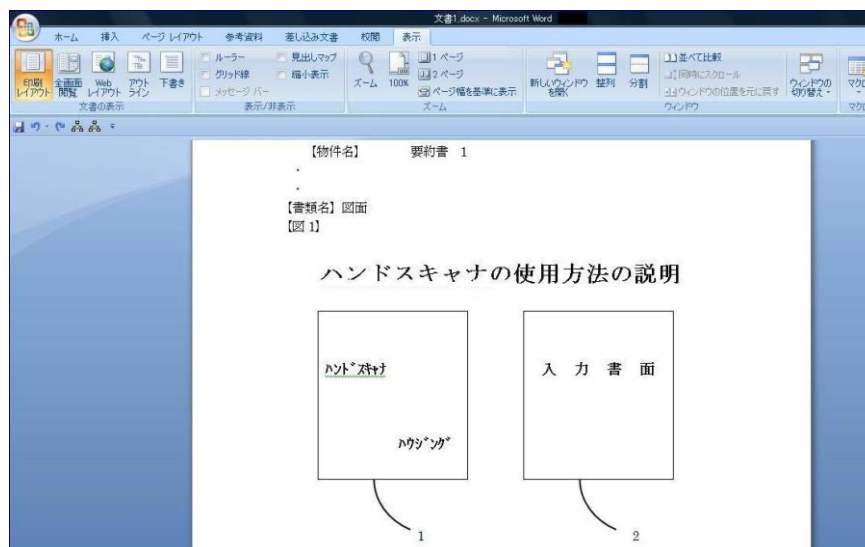 文書1.docx - Microsoft Word
ホーム 挿入 ページ レイアウト 参考資料 差し込み文書 校閲 表示
印刷レイアウト 全画面閲覧 Web レイアウト アウトライン 下書き
文書の表示
ルーラー
グリッド線
メッセージ バー
見出しマップ
縮小表示
表示/非表示
ズーム 100%
1 ページ
2 ページ
ページ幅を基準に表示
ズーム
新しいウィンドウを開く 整列 分割
並べて比較
同時にスクロール
ウィンドウの位置を元に戻す
ウィンドウの切り替え
ウィンドウ
マクロ
【物件名】 要約書 1
・
・
【書類名】図面
【図1】
ハンドスキャナの使用方法の説明
ﾊﾝﾄﾞｽｷｬﾅ
ﾊｳｼﾞﾝｸﾞ
入 力 書 面
1
2